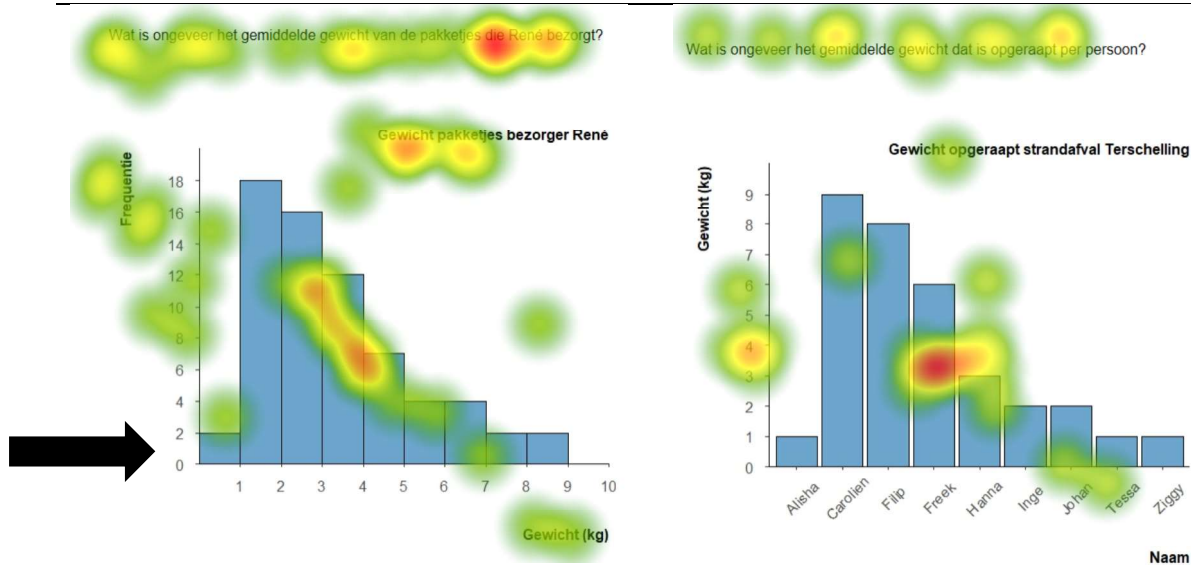 Wat is ongeveer het gemiddelde gewicht van de pakketjes die René bezorgt?
Gewicht pakketjes bezorger René
Frequentie
18
16
14
12
10
8
6
4
2
0
1 2 3 4 5 6 7 8 9 10
Gewicht (kg)
Wat is ongeveer het gemiddelde gewicht dat is opgeraapt per persoon?
Gewicht opgeraapt strandafval Terschelling
Gewicht (kg)
9
8
7
6
5
4
3
2
1
0
Alisha Carolien Filip Freek Hanna Inge Johan Tessa Ziggy
Naam